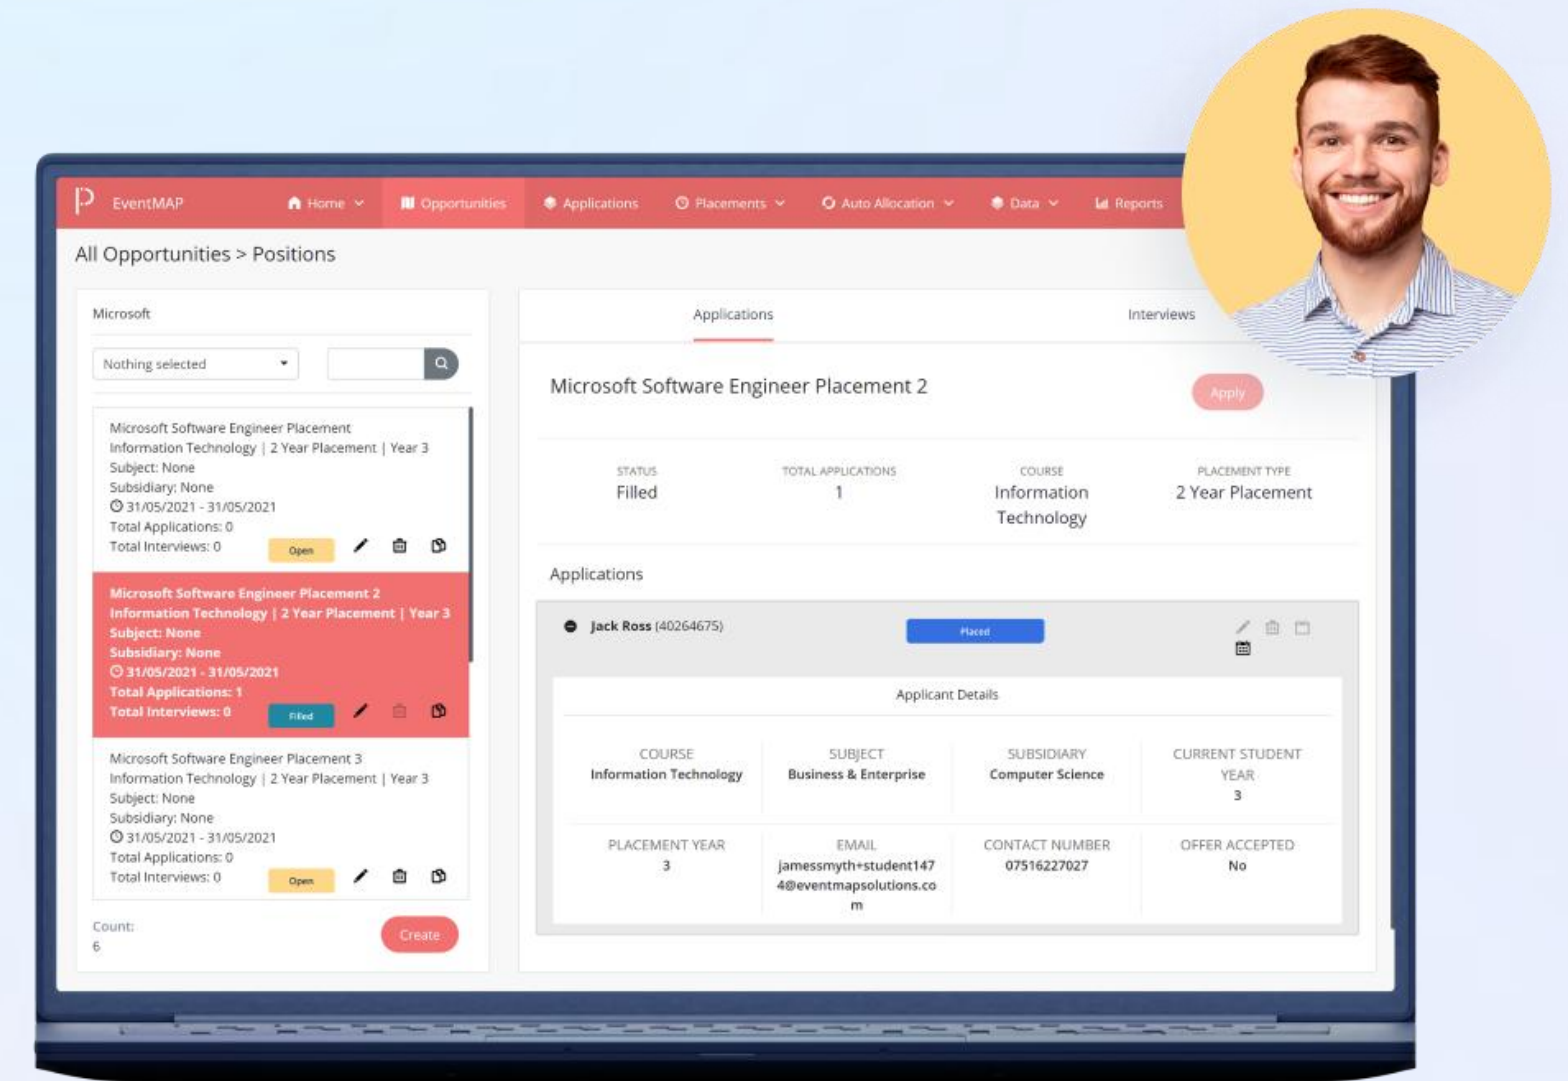 EventMAP
Home
Opportunities
Applications
Placements
Auto Allocation
Data
Reports
All Opportunities > Positions
Microsoft
Nothing selected
Microsoft Software Engineer Placement
Information Technology | 2 Year Placement | Year 3
Subject: None
Subsidiary: None
31/05/2021 - 31/05/2021
Total Applications: 0
Total Interviews: 0
Open
Microsoft Software Engineer Placement 2
Information Technology | 2 Year Placement | Year 3
Subject: None
Subsidiary: None
31/05/2021 - 31/05/2021
Total Applications: 1
Total Interviews: 0
Filled
Microsoft Software Engineer Placement 3
Information Technology | 2 Year Placement | Year 3
Subject: None
Subsidiary: None
31/05/2021 - 31/05/2021
Total Applications: 0
Total Interviews: 0
Open
Count:
6
Create
Applications
Interviews
Microsoft Software Engineer Placement 2
Apply
STATUS
Filled
TOTAL APPLICATIONS
1
COURSE
Information
Technology
PLACEMENT TYPE
2 Year Placement
Applications
Jack Ross (40264675)
Placed
Applicant Details
COURSE
Information Technology
SUBJECT
Business & Enterprise
SUBSIDIARY
Computer Science
CURRENT STUDENT
YEAR
3
PLACEMENT YEAR
3
EMAIL
jamessmyth+student147
4@eventmapsolutions.co
m
CONTACT NUMBER
07516227027
OFFER ACCEPTED
No